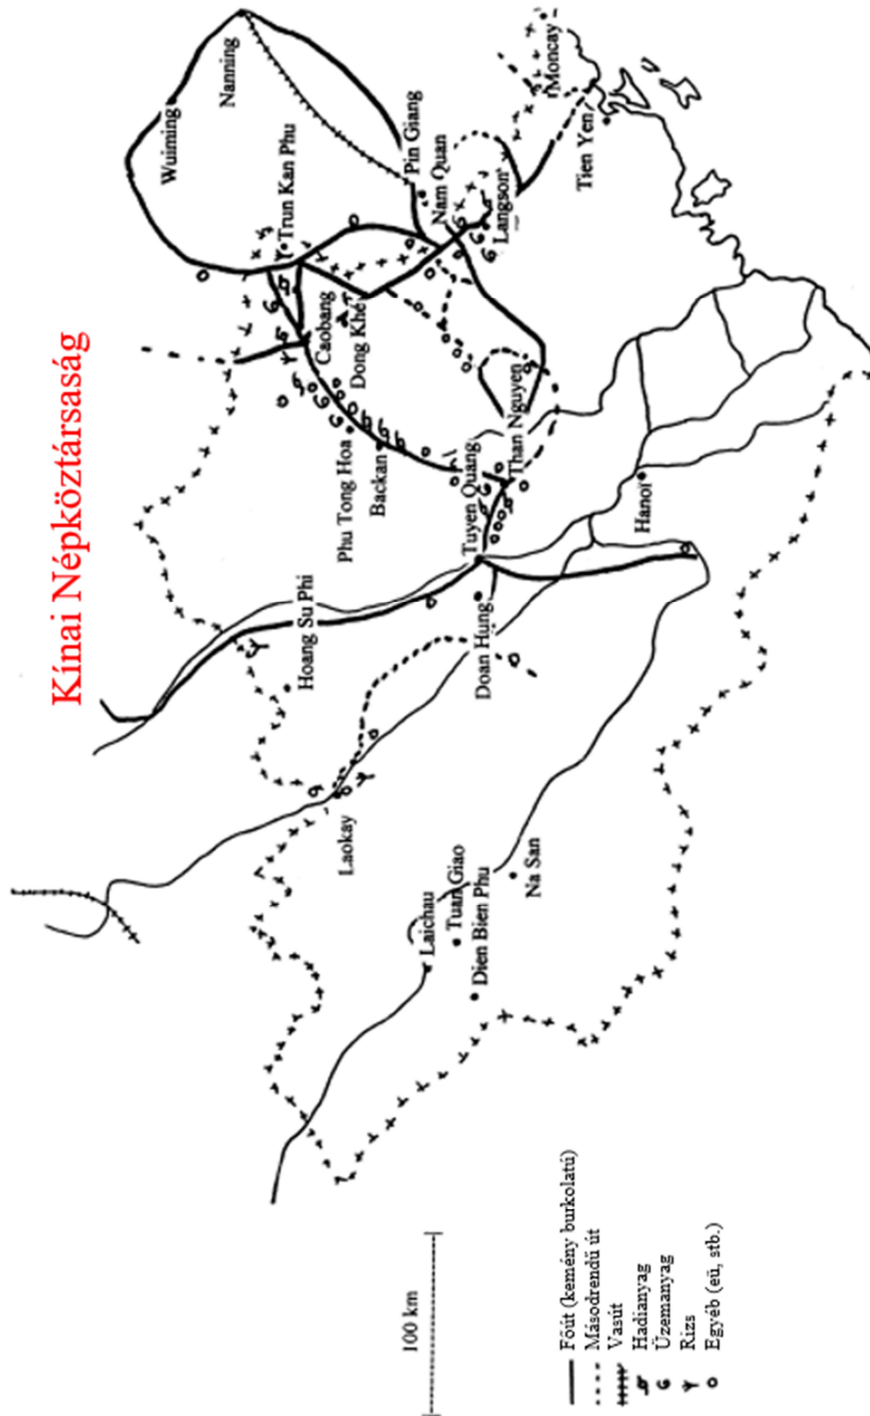 Kínai Népköztársaság
Wuiming
Nanning
Trun Kan Phu
Pin Giang
Nam Quan
Moncay
Langson
Tien Yen
Caobang
Dong Khe
Phu Tong Hoa
Backan
Than Nguyen
Tuyen Quang
Hanoï
Hoang Su Phi
Doan Hung
Laokay
Laichau
Tuan Giao
Dien Bien Phu
Na San
100 km
Főút (kemény burkolatú)
Másodrendű út
Vasút
Hadianyag
Üzemanyag
Rizs
Egyéb (eü, stb.)